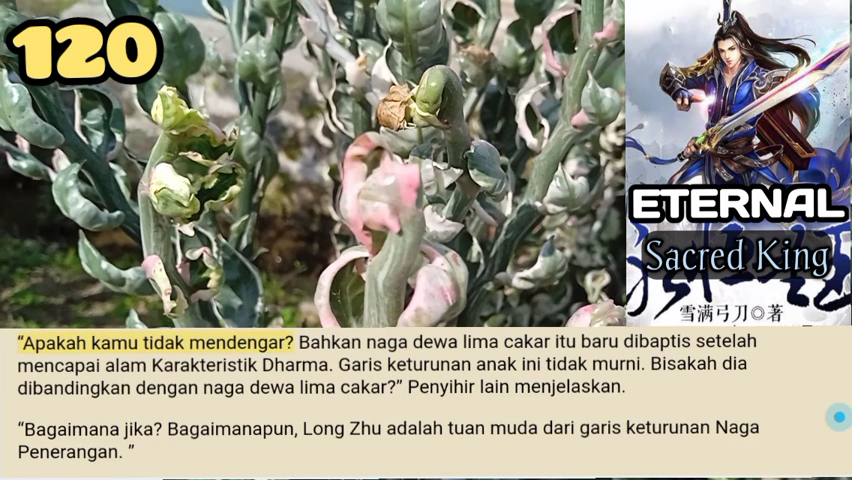 120
ETERNAL
Sacred King
雪满弓刀◎著
“Apakah kamu tidak mendengar? Bahkan naga dewa lima cakar itu baru dibaptis setelah
mencapai alam Karakteristik Dharma. Garis keturunan anak ini tidak murni. Bisakah dia
dibandingkan dengan naga dewa lima cakar?” Penyihir lain menjelaskan.
“Bagaimana jika? Bagaimanapun, Long Zhu adalah tuan muda dari garis keturunan Naga
Penerangan. ”